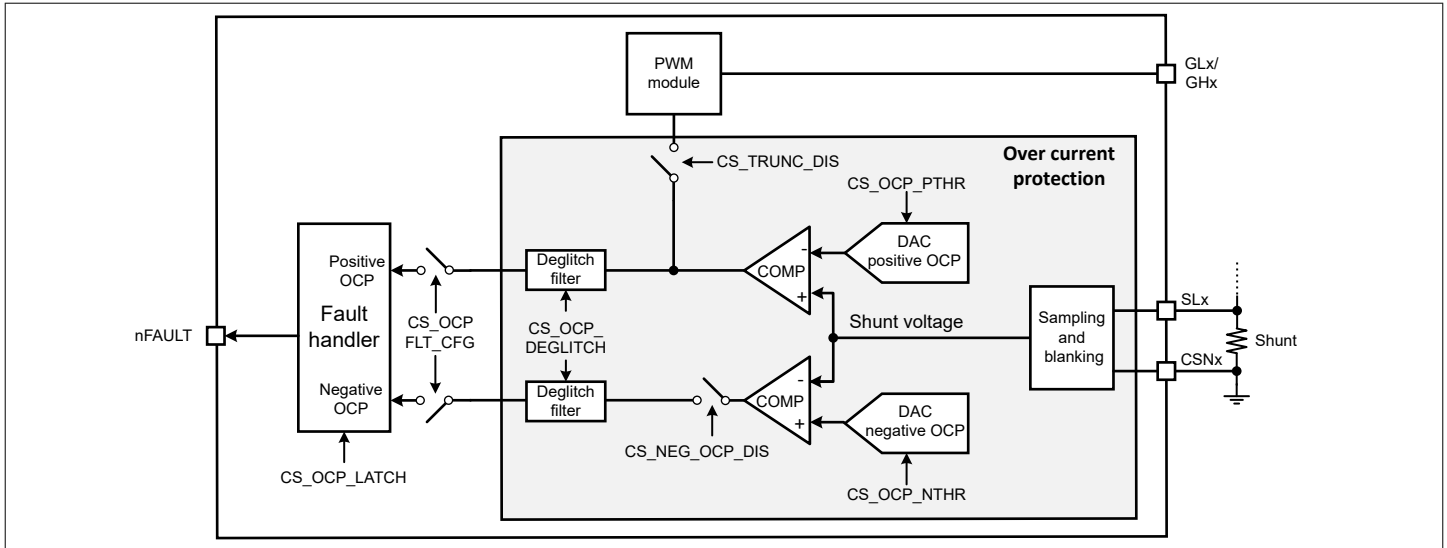 PWM
module
GLx/
GHx
Over current
protection
CS_TRUNC_DIS
CS_OCP_PTHR
DAC
positive OCP
-
COMP
+
Positive
OCP
Deglitch
filter
Fault
handler
nFAULT
CS_OCP
FLT_CFG
CS_OCP_
DEGLITCH
Shunt voltage
Sampling
and
blanking
SLx
Shunt
CSNx
Negative
OCP
Deglitch
filter
-
COMP
+
DAC
negative OCP
CS_NEG_OCP_DIS
CS_OCP_LATCH
CS_OCP_NTHR